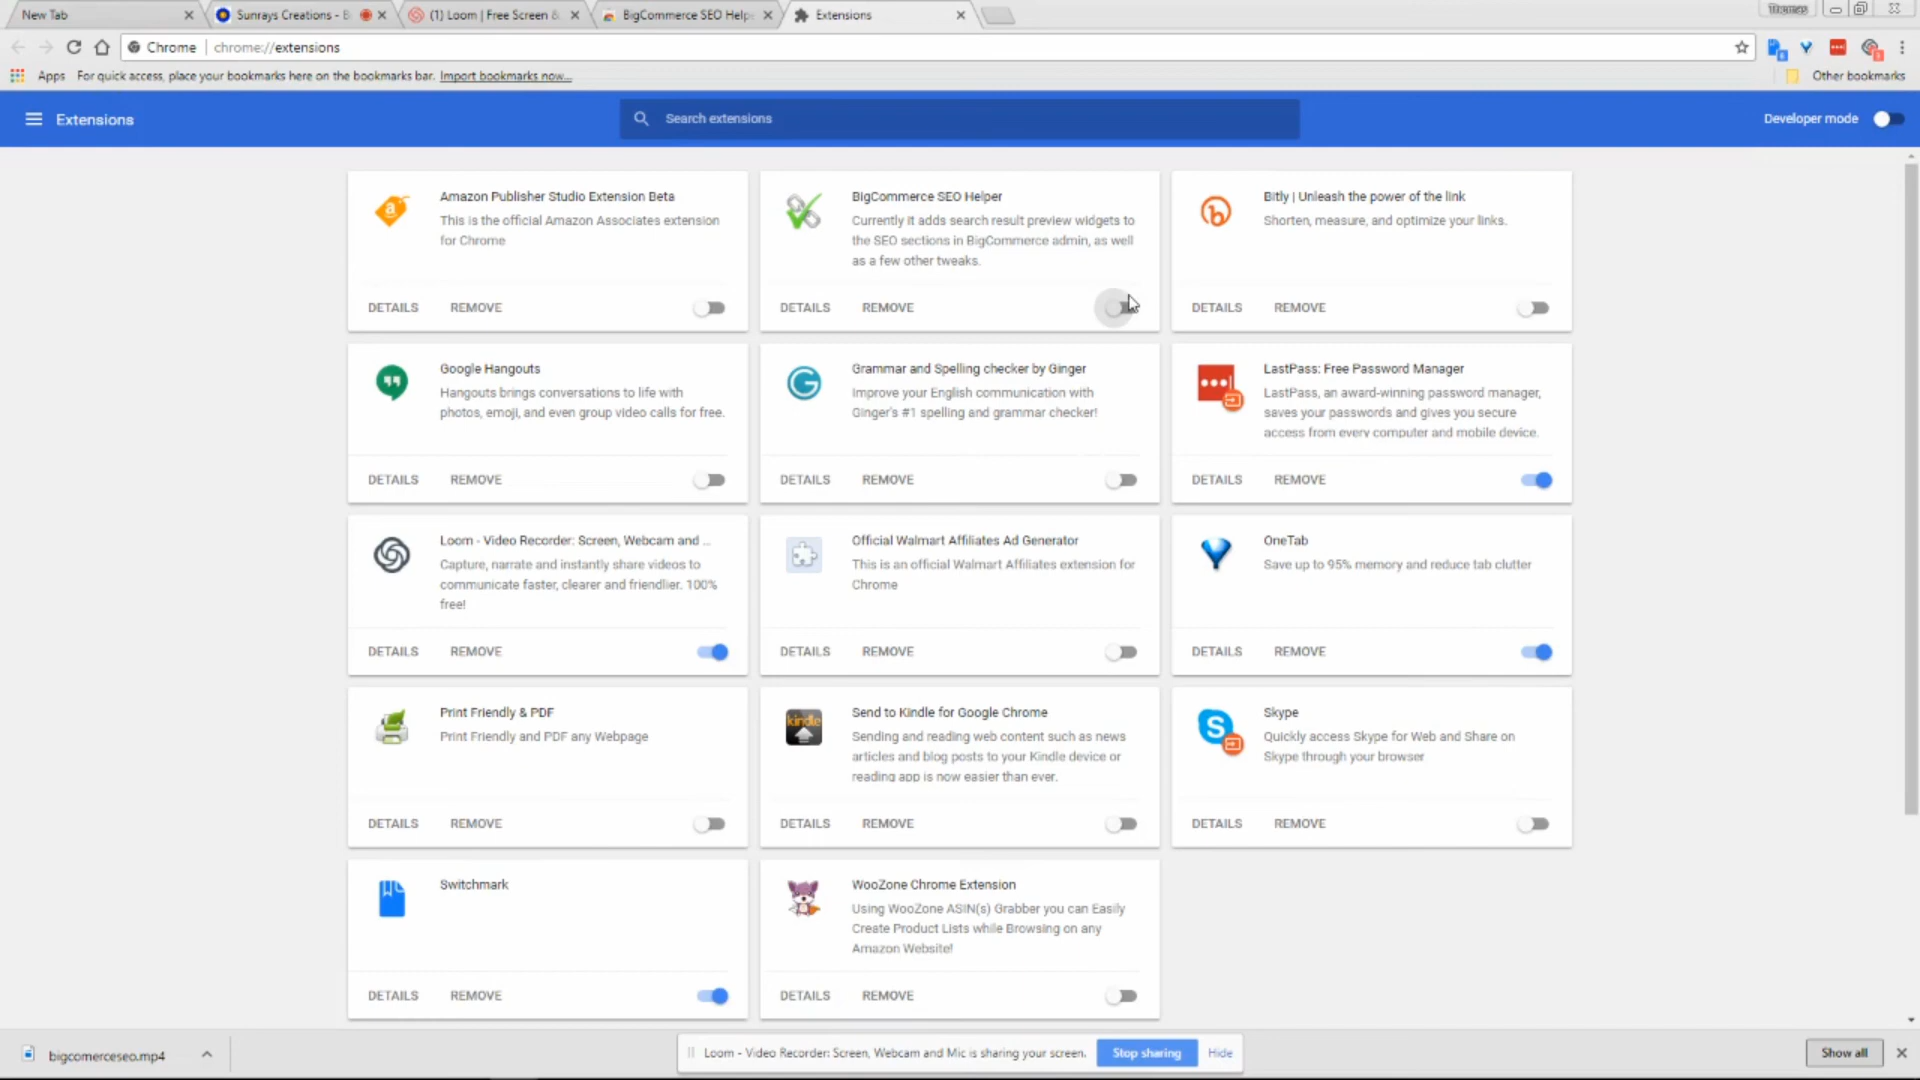 New Tab
Sunrays Creations - B
(1) Loom | Free Screen &
BigCommerce SEO Help
Extensions
Thomas
Chrome
chrome://extensions
Apps
For quick access, place your bookmarks here on the bookmarks bar. Import bookmarks now...
Other bookmarks
Extensions
Search extensions
Developer mode
Amazon Publisher Studio Extension Beta
This is the official Amazon Associates extension
for Chrome
DETAILS
REMOVE
BigCommerce SEO Helper
Currently it adds search result preview widgets to
the SEO sections in BigCommerce admin, as well
as a few other tweaks.
DETAILS
REMOVE
Bitly | Unleash the power of the link
Shorten, measure, and optimize your links.
DETAILS
REMOVE
Google Hangouts
Hangouts brings conversations to life with
photos, emoji, and even group video calls for free.
DETAILS
REMOVE
Grammar and Spelling checker by Ginger
Improve your English communication with
Ginger's #1 spelling and grammar checker!
DETAILS
REMOVE
LastPass: Free Password Manager
LastPass, an award-winning password manager,
saves your passwords and gives you secure
access from every computer and mobile device.
DETAILS
REMOVE
Loom - Video Recorder: Screen, Webcam and ...
Capture, narrate and instantly share videos to
communicate faster, clearer and friendlier. 100%
free!
DETAILS
REMOVE
Official Walmart Affiliates Ad Generator
This is an official Walmart Affiliates extension for
Chrome
DETAILS
REMOVE
OneTab
Save up to 95% memory and reduce tab clutter
DETAILS
REMOVE
Print Friendly & PDF
Print Friendly and PDF any Webpage
DETAILS
REMOVE
kindle
Send to Kindle for Google Chrome
Sending and reading web content such as news
articles and blog posts to your Kindle device or
reading app is now easier than ever.
DETAILS
REMOVE
Skype
Quickly access Skype for Web and Share on
Skype through your browser
DETAILS
REMOVE
Switchmark
DETAILS
REMOVE
WooZone Chrome Extension
Using WooZone ASIN(s) Grabber you can Easily
Create Product Lists while Browsing on any
Amazon Website!
DETAILS
REMOVE
bigcomerceseo.mp4
Loom - Video Recorder: Screen, Webcam and Mic is sharing your screen.
Stop sharing
Hide
Show all